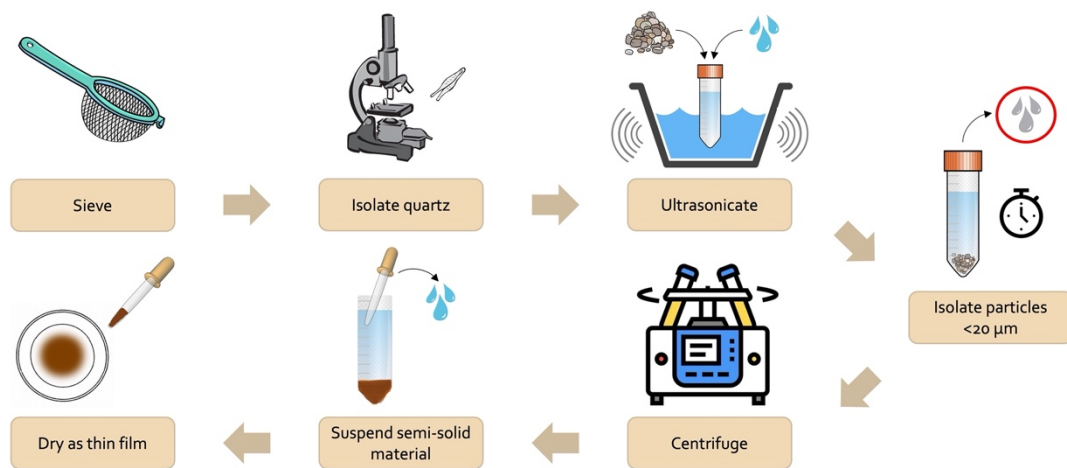 Sieve
Isolate quartz
Ultrasonicate
Isolate particles
<20 µm
Centrifuge
Suspend semi-solid
material
Dry as thin film